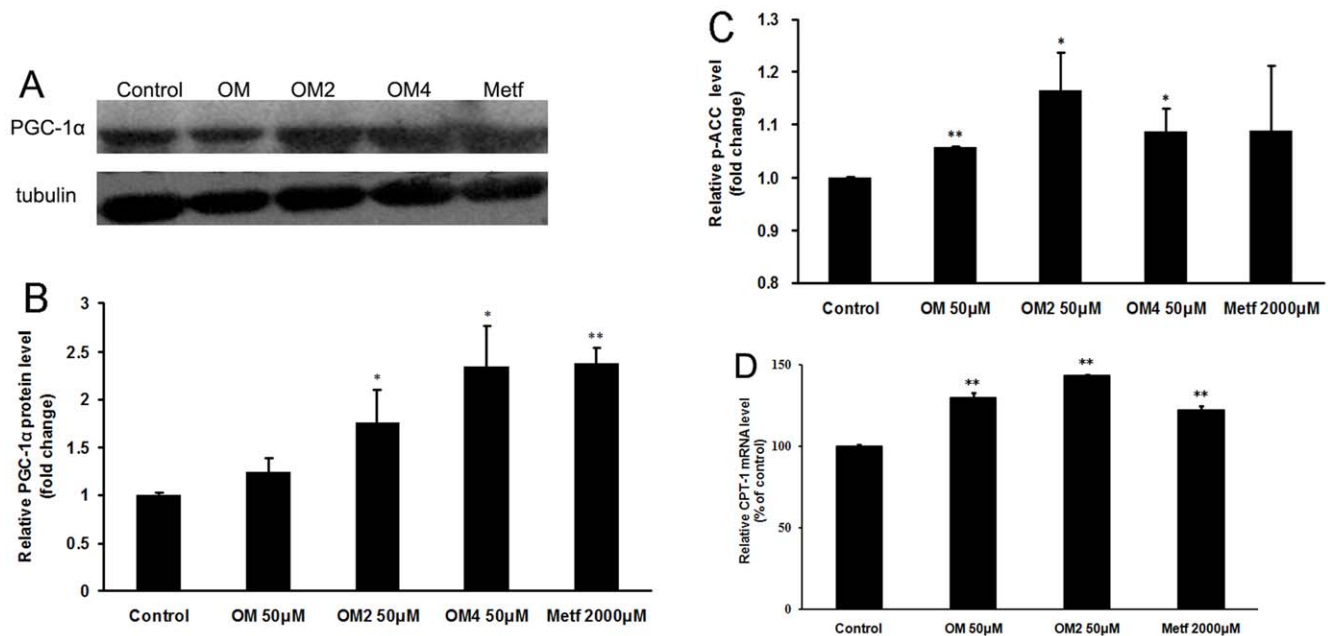 A
Control OM OM2 OM4 Metf
PGC-1α
tubulin
B
Relative PGC-1α protein level
(fold change)
3
2.5
2
1.5
1
0.5
0
*
*
**
Control OM 50µM OM2 50µM OM4 50µM Metf 2000µM
C
Relative p-ACC level
(fold change)
1.3
1.2
1.1
1.0
0.9
0.8
**
*
*
Control OM 50µM OM2 50µM OM4 50µM Metf 2000µM
D
Relative CPT-1 mRNA level
(% of control)
150
100
50
0
**
**
**
Control OM 50µM OM2 50µM Metf 2000µM